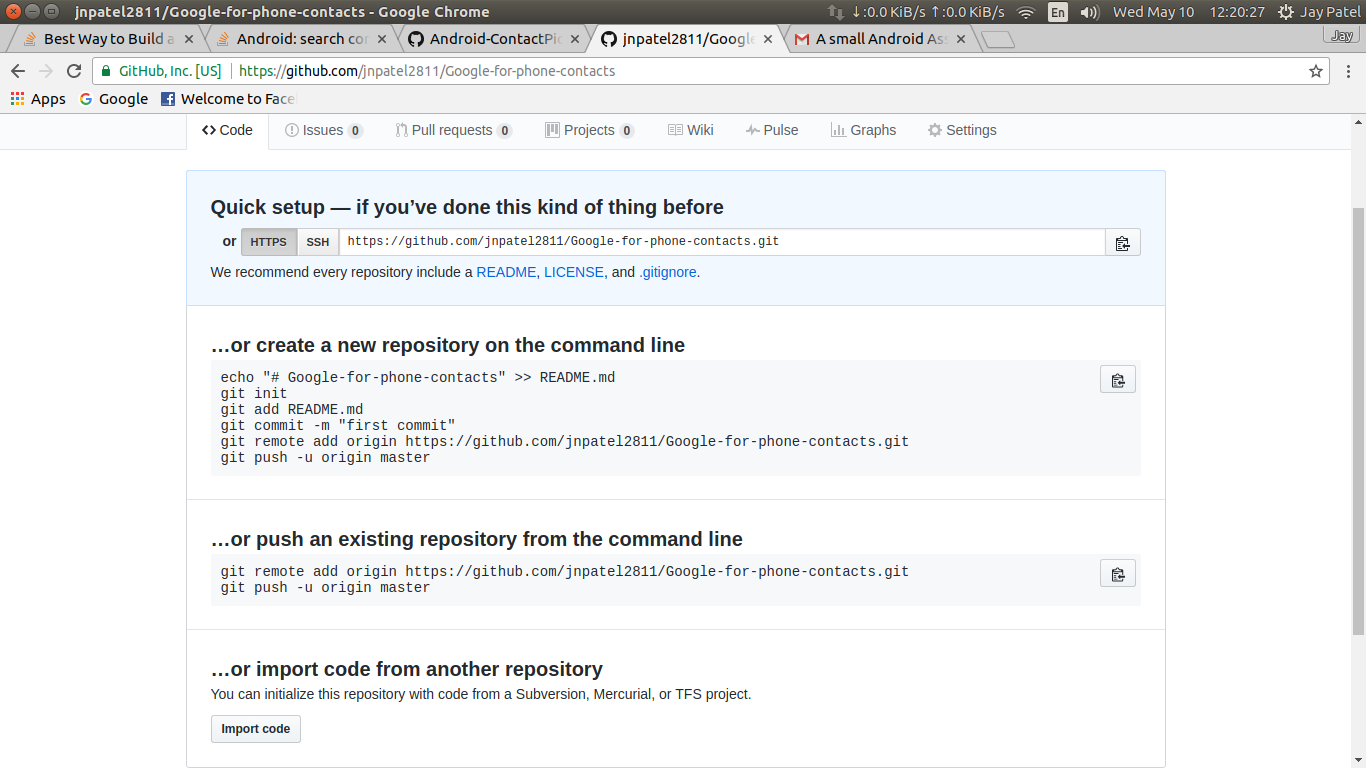 jnpatel2811/Google-for-phone-contacts - Google Chrome
↓:0.0 KiB/s ↑:0.0 KiB/s En Wed May 10 12:20:27 Jay Patel
Best Way to Build a
Android: search co
Android-ContactPi
jnpatel2811/Google
A small Android As
Jay
GitHub, Inc. [US] https://github.com/jnpatel2811/Google-for-phone-contacts
Apps Google Welcome to Face
Code Issues 0 Pull requests 0 Projects 0 Wiki Pulse Graphs Settings
Quick setup — if you’ve done this kind of thing before
or HTTPS SSH https://github.com/jnpatel2811/Google-for-phone-contacts.git
We recommend every repository include a README, LICENSE, and .gitignore.
…or create a new repository on the command line
echo "# Google-for-phone-contacts" >> README.md
git init
git add README.md
git commit -m "first commit"
git remote add origin https://github.com/jnpatel2811/Google-for-phone-contacts.git
git push -u origin master
…or push an existing repository from the command line
git remote add origin https://github.com/jnpatel2811/Google-for-phone-contacts.git
git push -u origin master
…or import code from another repository
You can initialize this repository with code from a Subversion, Mercurial, or TFS project.
Import code